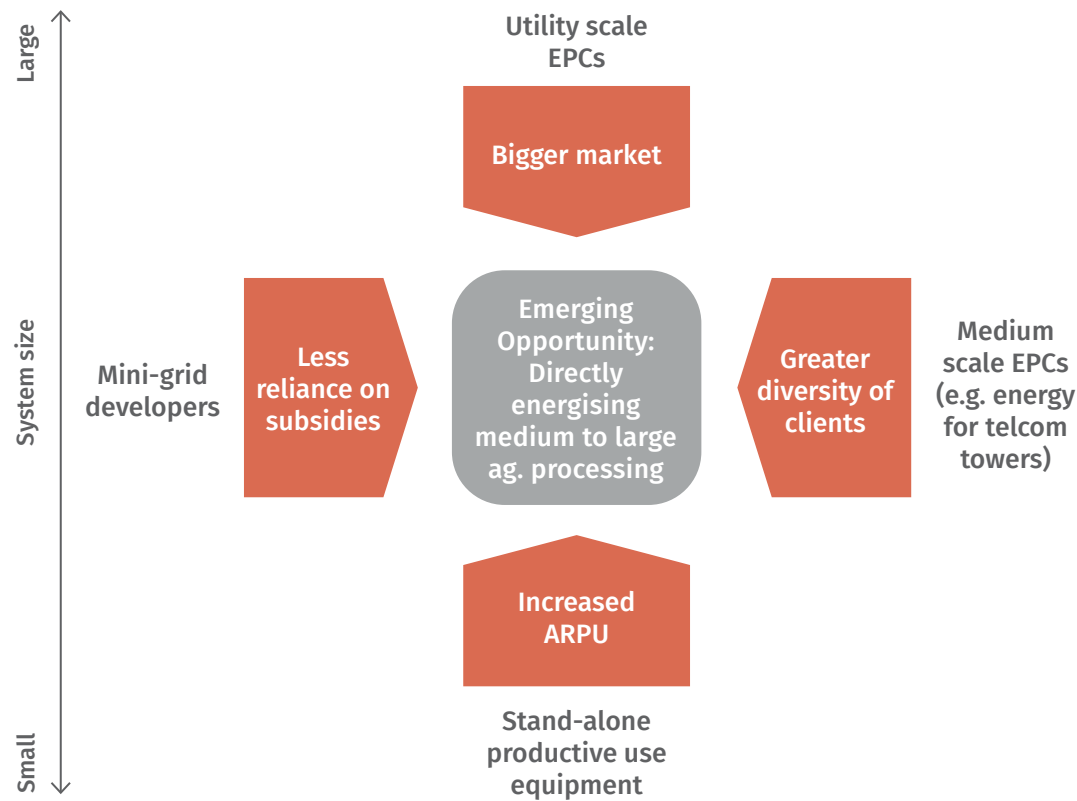 Large
System size
Small
Utility scale
EPCs
Bigger market
Mini-grid
developers
Less
reliance on
subsidies
Emerging
Opportunity:
Directly
energising
medium to large
ag. processing
Greater
diversity of
clients
Medium
scale EPCs
(e.g. energy
for telcom
towers)
Increased
ARPU
Stand-alone
productive use
equipment